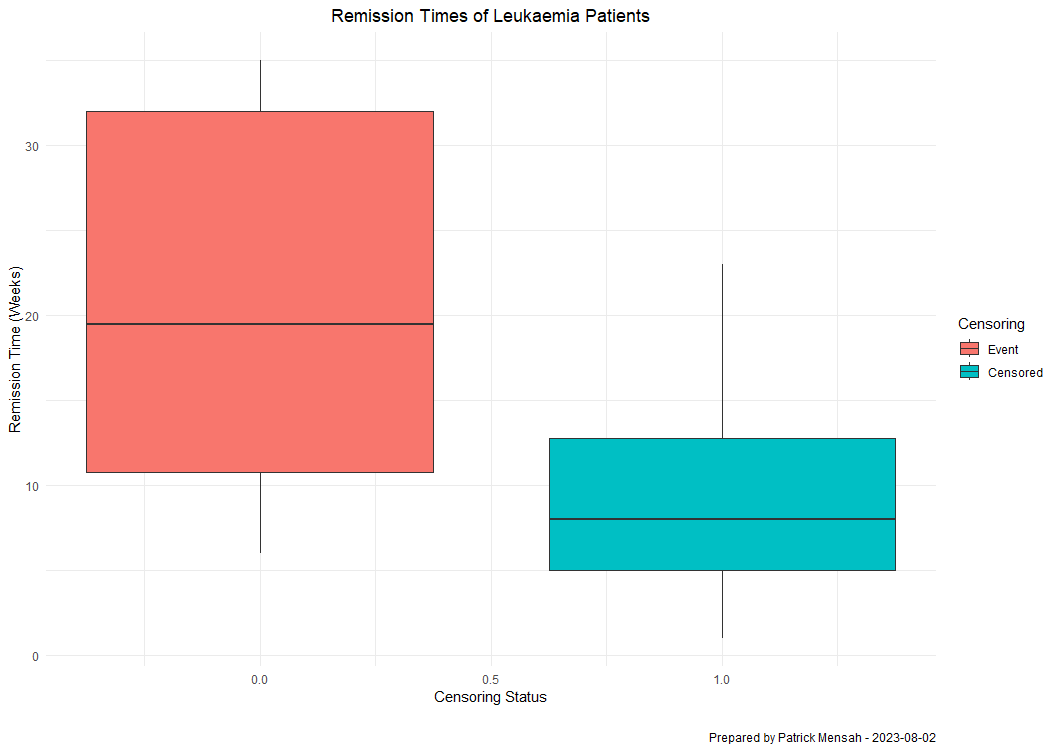 Remission Times of Leukaemia Patients
Remission Time (Weeks)
30
20
10
0
0.0
0.5
1.0
Censoring Status
Censoring
Event
Censored
Prepared by Patrick Mensah - 2023-08-02